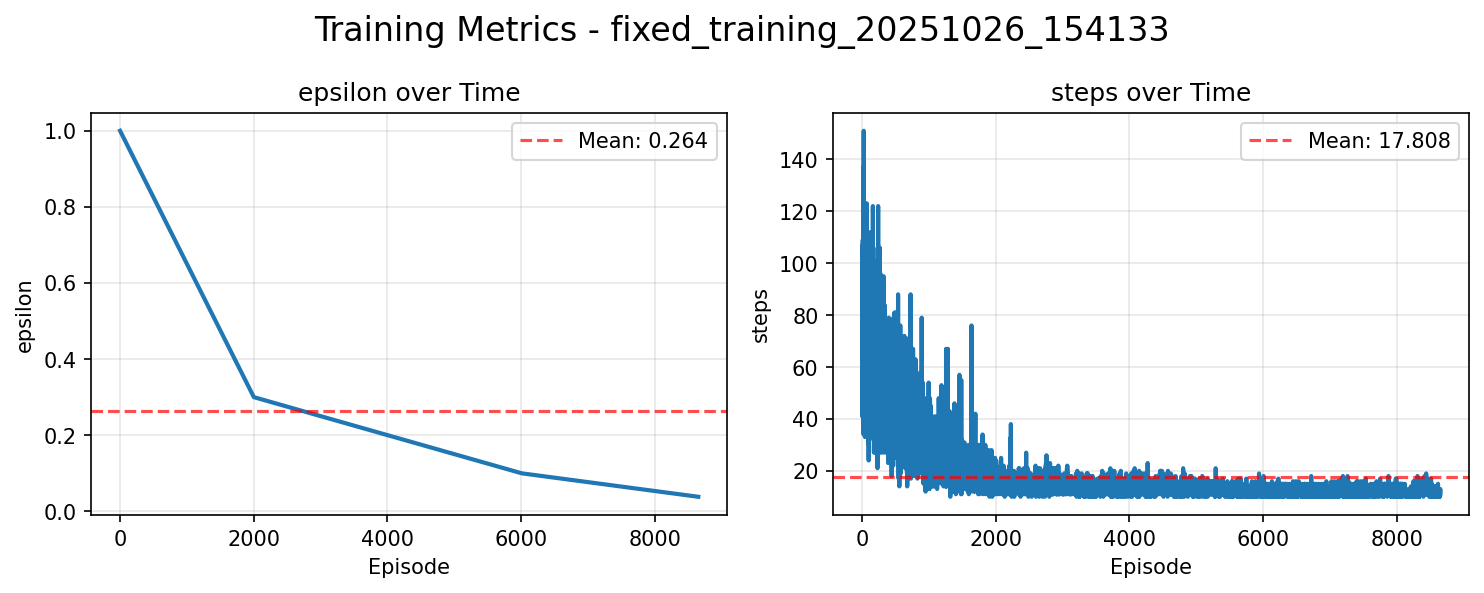 Training Metrics - fixed_training_20251026_154133
epsilon over Time
Mean: 0.264
1.0
0.8
0.6
0.4
0.2
0.0
epsilon
0 2000 4000 6000 8000
Episode
steps over Time
Mean: 17.808
140
120
100
80
60
40
20
steps
0 2000 4000 6000 8000
Episode